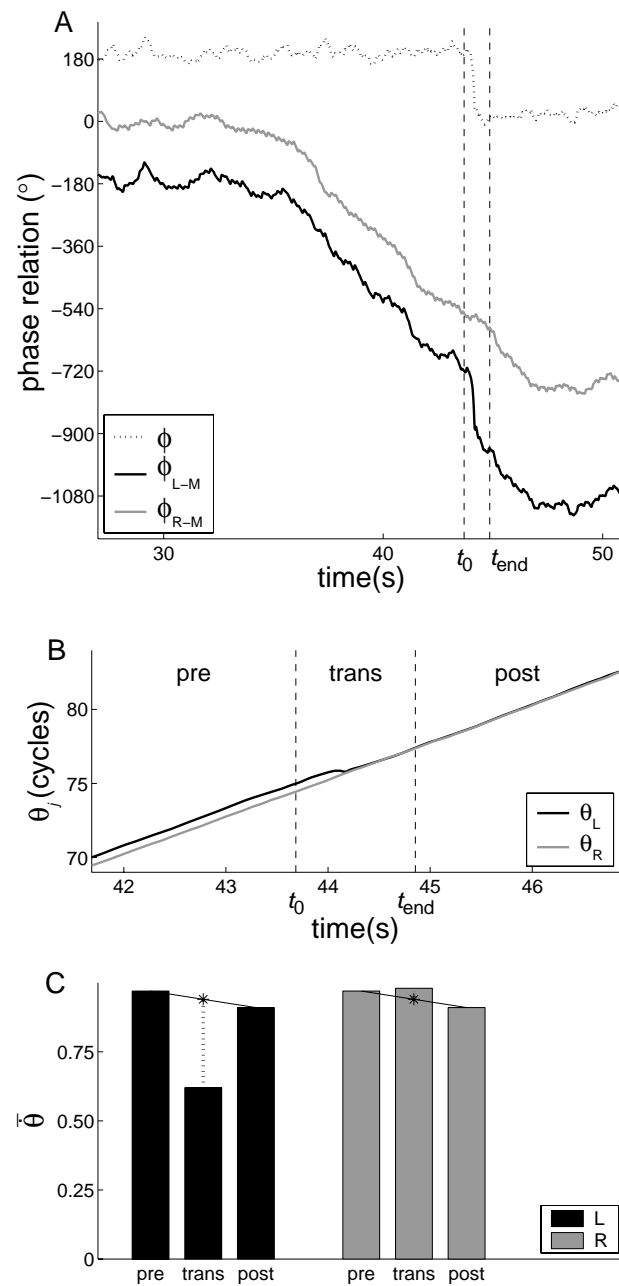 A
180
0
−180
−360
−540
−720
−900
−1080
phase relation (°)
ϕ
ϕL−M
ϕR−M
30
40
t0
tend
50
time(s)
B
pre
trans
post
80
75
70
θj (cycles)
θL
θR
42
43
t0
44
tend
45
46
time(s)
C
0.75
0.50
0.25
0
θ̇̅
L
R
pre
trans
post
pre
trans
post